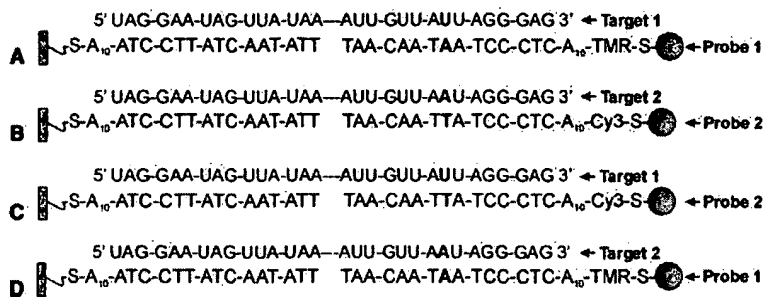 5' UAG-GAA-UAG-UUA-UAA—AUU-GUU-AUU-AGG-GAG 3' ← Target 1
A S-A10-ATC-CTT-ATC-AAT-ATT TAA-CAA-TAA-TCC-CTC-A10-TMR-S ← Probe 1
5' UAG-GAA-UAG-UUA-UAA—AUU-GUU-AAU-AGG-GAG 3' ← Target 2
B S-A10-ATC-CTT-ATC-AAT-ATT TAA-CAA-TTA-TCC-CTC-A10-Cy3-S ← Probe 2
5' UAG-GAA-UAG-UUA-UAA—AUU-GUU-AUU-AGG-GAG 3' ← Target 1
C S-A10-ATC-CTT-ATC-AAT-ATT TAA-CAA-TTA-TCC-CTC-A10-Cy3-S ← Probe 2
5' UAG-GAA-UAG-UUA-UAA—AUU-GUU-AAU-AGG-GAG 3' ← Target 2
D S-A10-ATC-CTT-ATC-AAT-ATT TAA-CAA-TAA-TCC-CTC-A10-TMR-S ← Probe 1